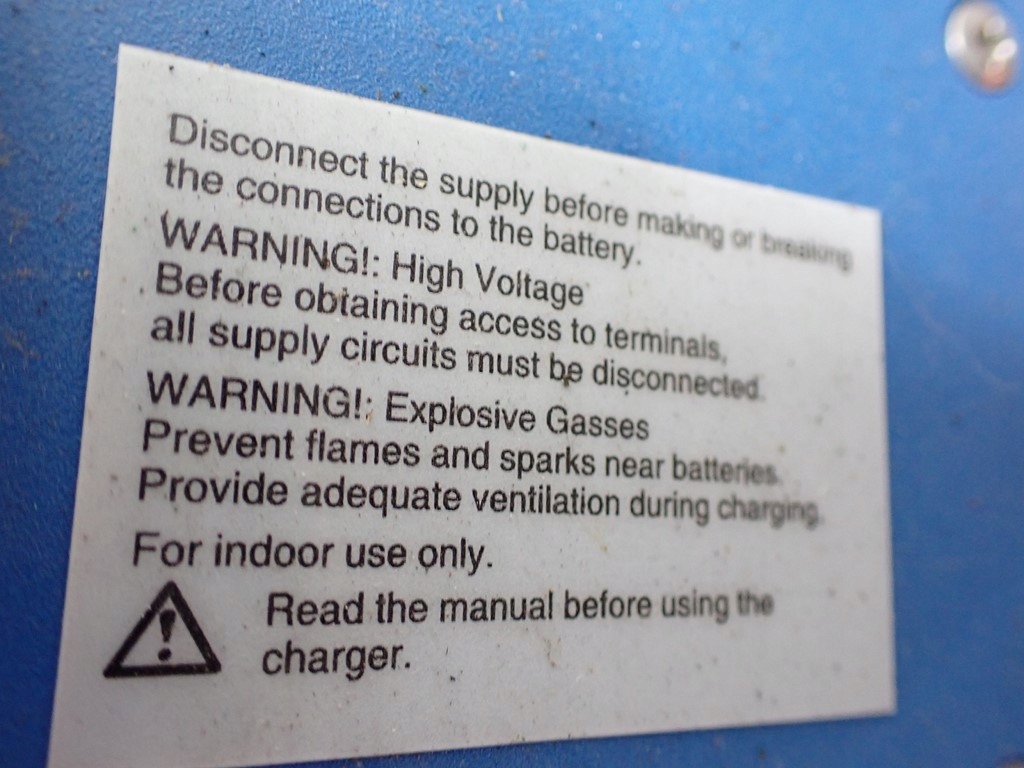 Disconnect the supply before making or breaking
the connections to the battery.
WARNING!: High Voltage
Before obtaining access to terminals,
all supply circuits must be disconnected.
WARNING!: Explosive Gasses
Prevent flames and sparks near batteries.
Provide adequate ventilation during charging.
For indoor use only.
Read the manual before using the
charger.